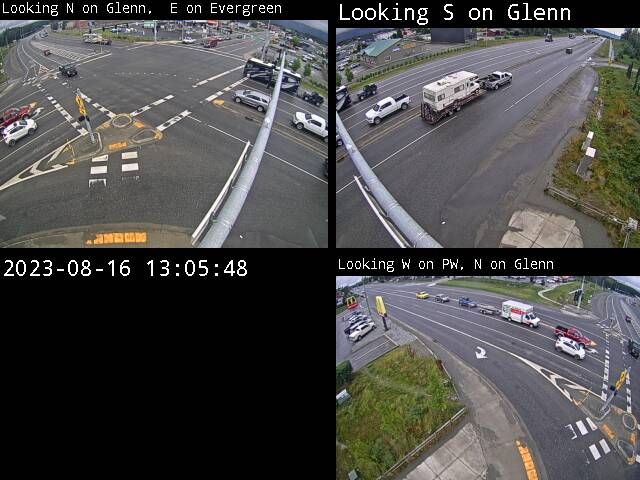 Looking N on Glenn,  E on Evergreen
Looking S on Glenn
2023-08-16 13:05:48
Looking W on PW, N on Glenn